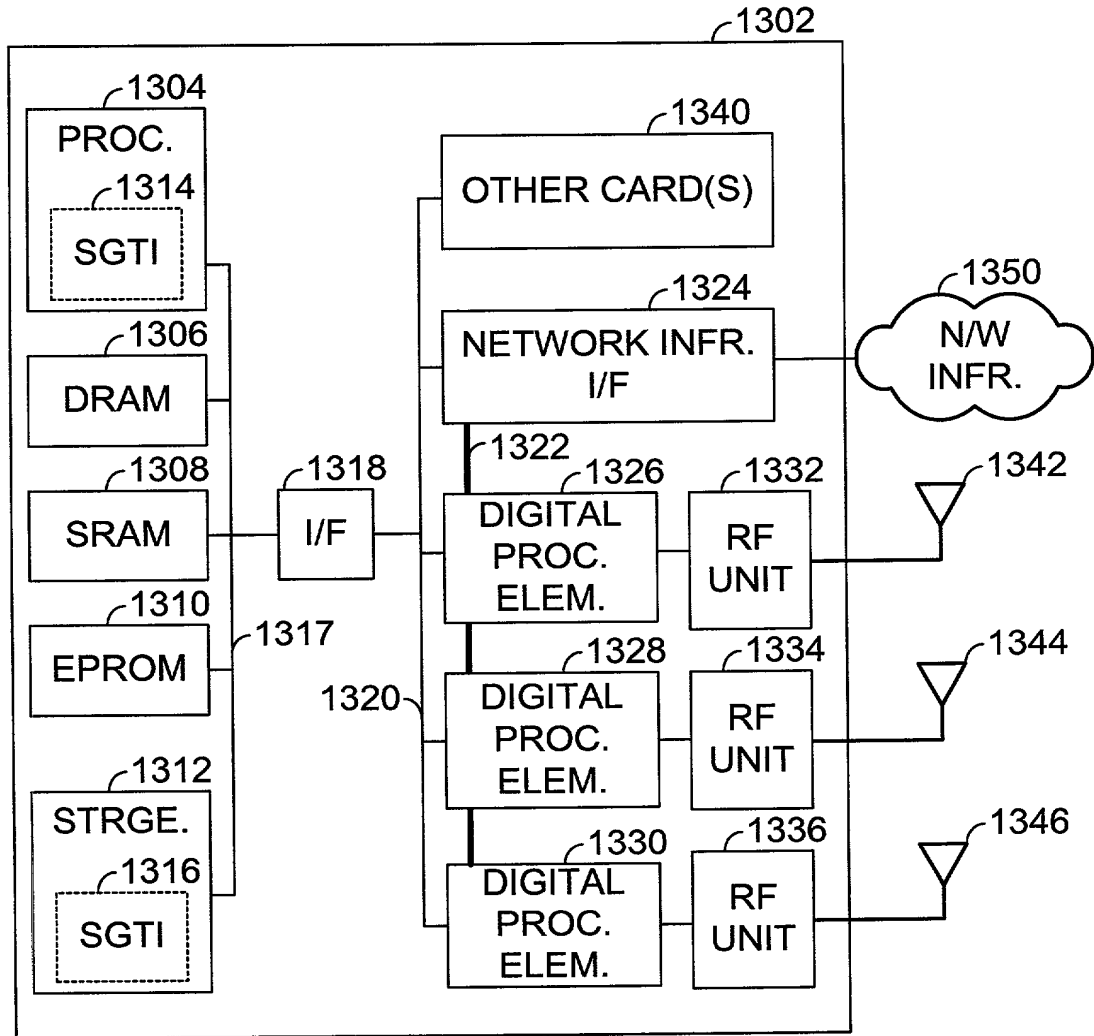 1302
1304
PROC.
1314
SGTI
1306
DRAM
1308
SRAM
1310
EPROM
1317
1312
STRGE.
1316
SGTI
1318
I/F
1320
1340
OTHER CARD(S)
1324
NETWORK INFR.
I/F
1350
N/W
INFR.
1322
1326
DIGITAL
PROC.
ELEM.
1332
RF
UNIT
1342
1328
DIGITAL
PROC.
ELEM.
1334
RF
UNIT
1344
1330
DIGITAL
PROC.
ELEM.
1336
RF
UNIT
1346